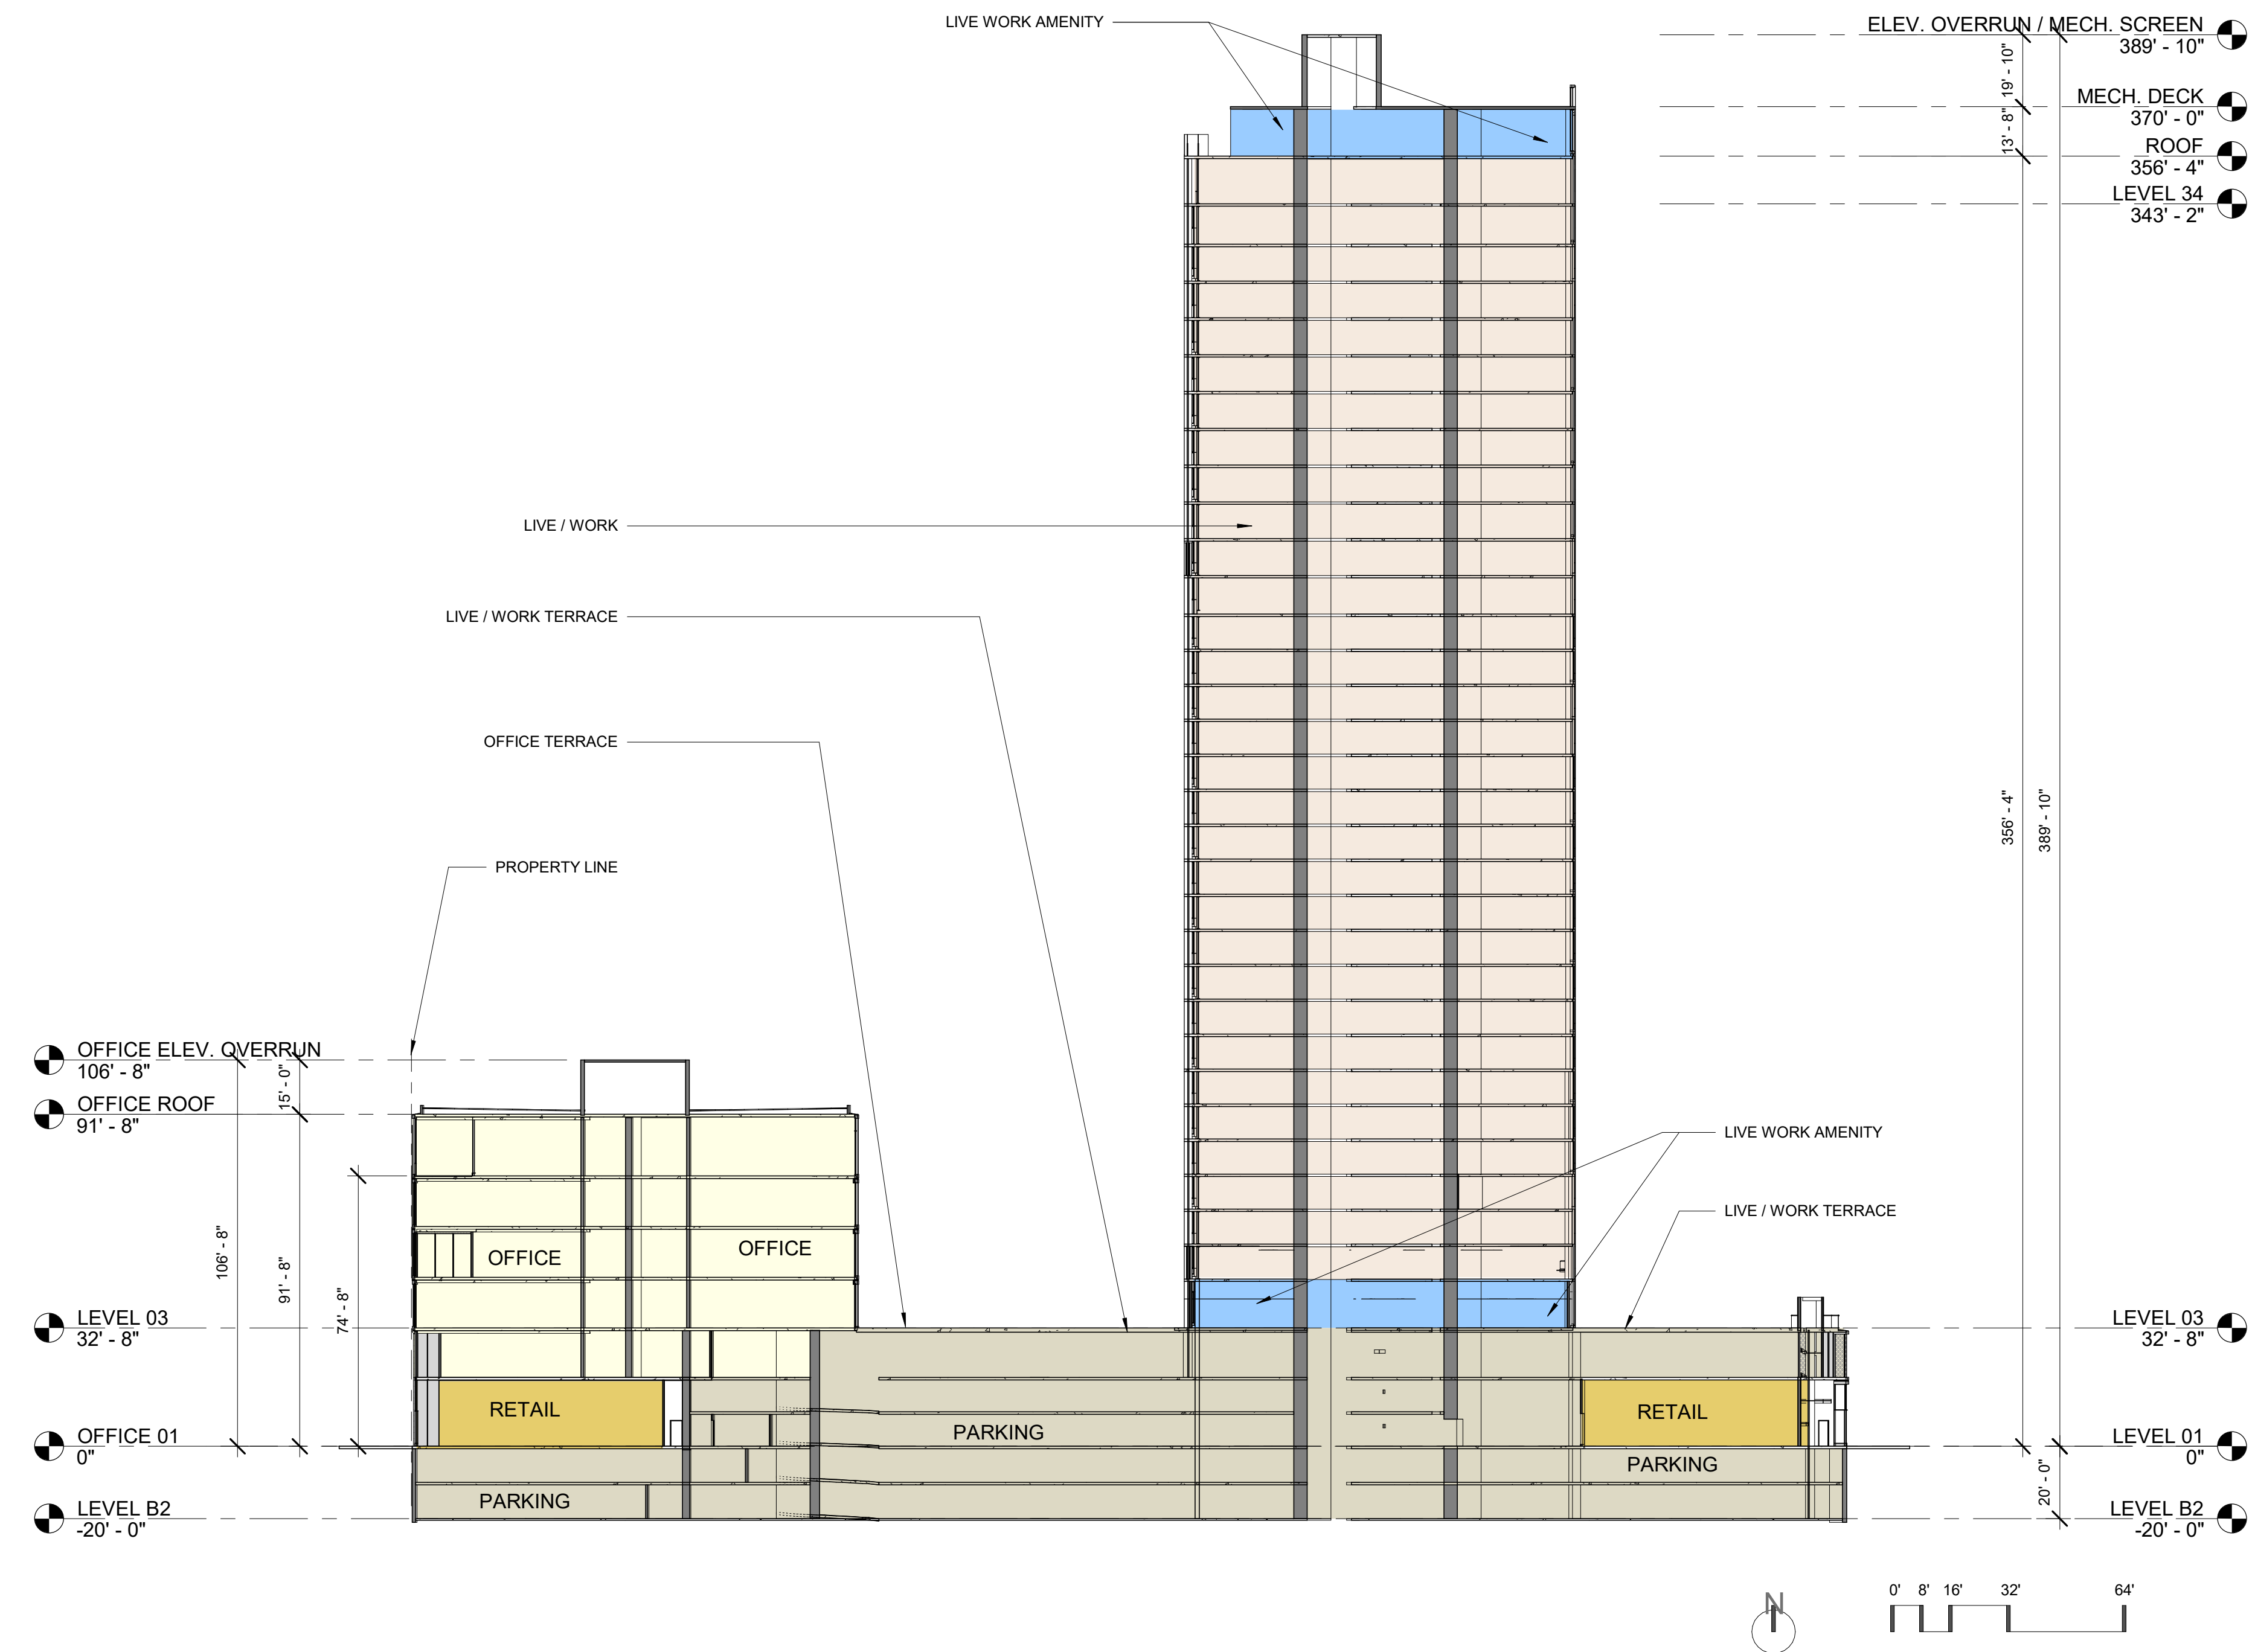 LIVE WORK AMENITY
ELEV. OVERRUN / MECH. SCREEN
389' - 10"
19' - 10"
MECH. DECK
370' - 0"
13' - 8"
ROOF
356' - 4"
LEVEL 34
343' - 2"
LIVE / WORK
LIVE / WORK TERRACE
OFFICE TERRACE
356' - 4"
389' - 10"
PROPERTY LINE
OFFICE ELEV. OVERRUN
106' - 8"
15' - 0"
OFFICE ROOF
91' - 8"
LIVE WORK AMENITY
LIVE / WORK TERRACE
106' - 8"
91' - 8"
74' - 8"
OFFICE
OFFICE
LEVEL 03
32' - 8"
LEVEL 03
32' - 8"
RETAIL
PARKING
RETAIL
OFFICE 01
0"
LEVEL 01
0"
PARKING
PARKING
20' - 0"
LEVEL B2
-20' - 0"
LEVEL B2
-20' - 0"
N
0' 8' 16' 32' 64'